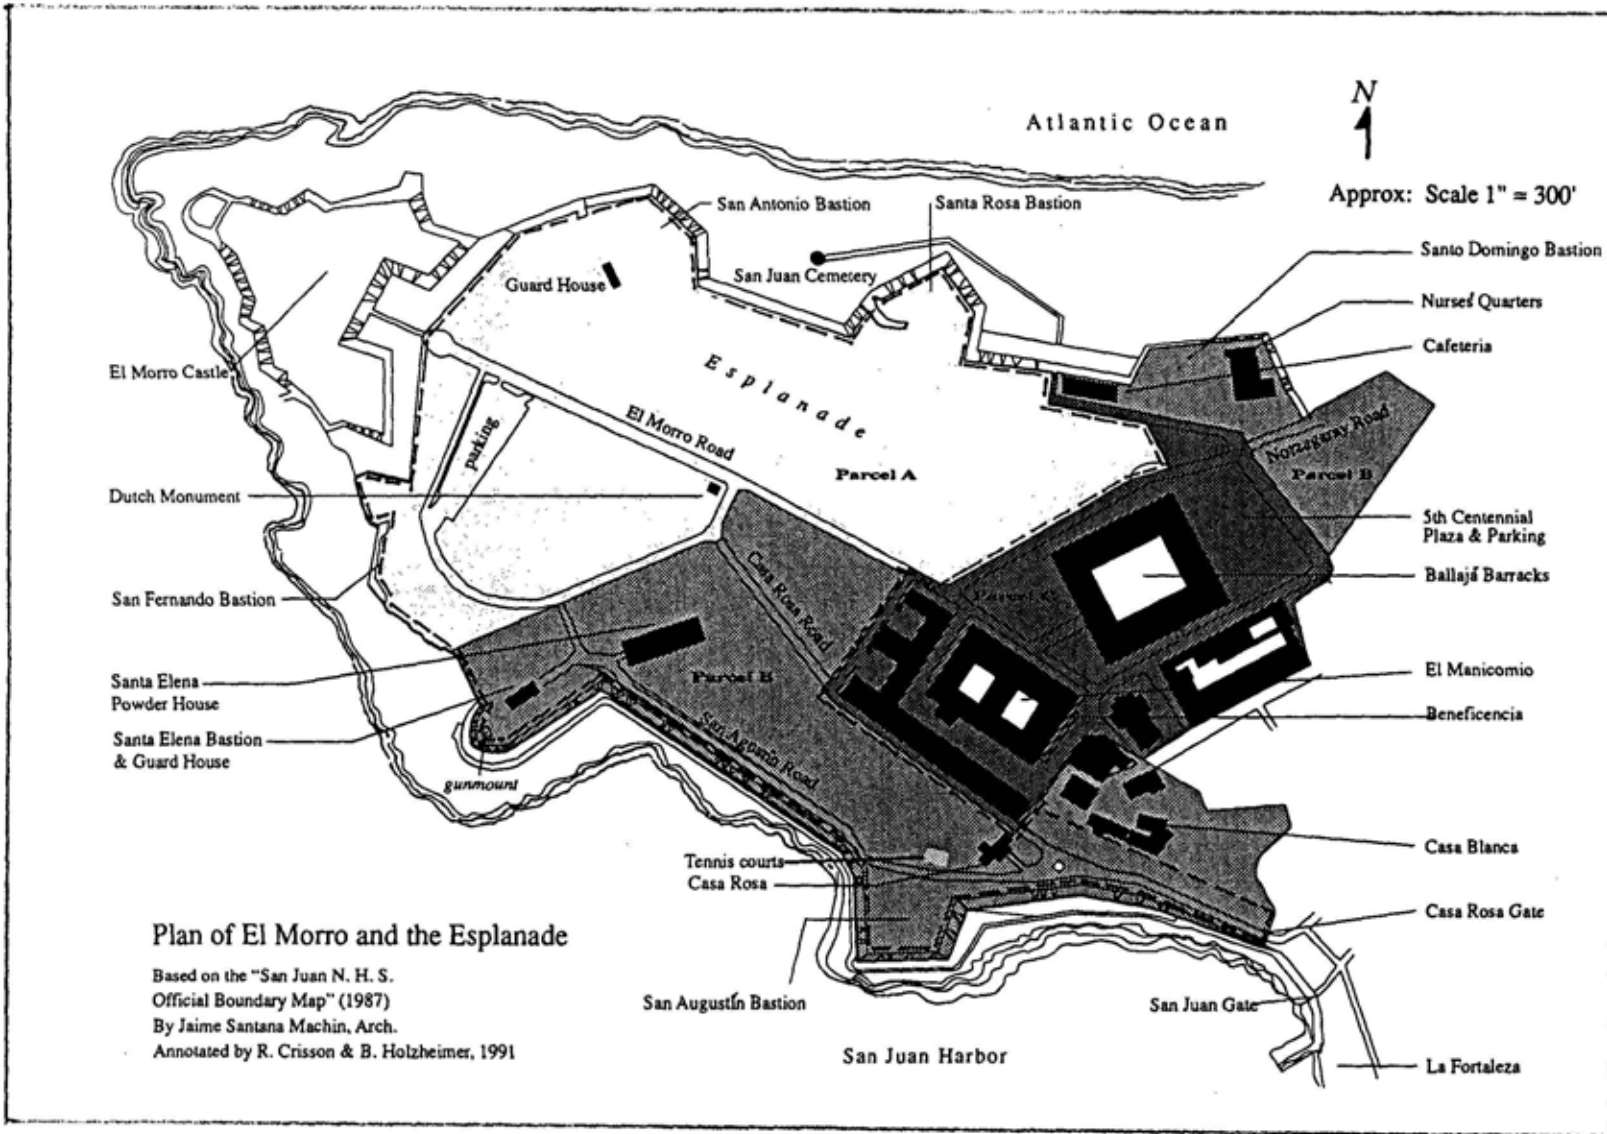 N
Atlantic Ocean
Approx: Scale 1" = 300'
San Antonio Bastion
Santa Rosa Bastion
Santo Domingo Bastion
San Juan Cemetery
Guard House
Nurses' Quarters
Cafeteria
El Morro Castle
Esplanade
El Morro Road
parking
Norzagaray Road
Parcel A
Parcel B
Dutch Monument
5th Centennial
Plaza & Parking
Ballajá Barracks
San Fernando Bastion
Casa Rosa Road
Parcel C
Santa Elena
Powder House
Parcel B
El Manicomio
Beneficencia
Santa Elena Bastion
& Guard House
San Agustín Road
gunmount
Casa Blanca
Tennis courts
Casa Rosa
Casa Rosa Gate
Plan of El Morro and the Esplanade
Based on the "San Juan N. H. S.
Official Boundary Map" (1987)
By Jaime Santana Machin, Arch.
Annotated by R. Crisson & B. Holzheimer, 1991
San Augustín Bastion
San Juan Gate
San Juan Harbor
La Fortaleza